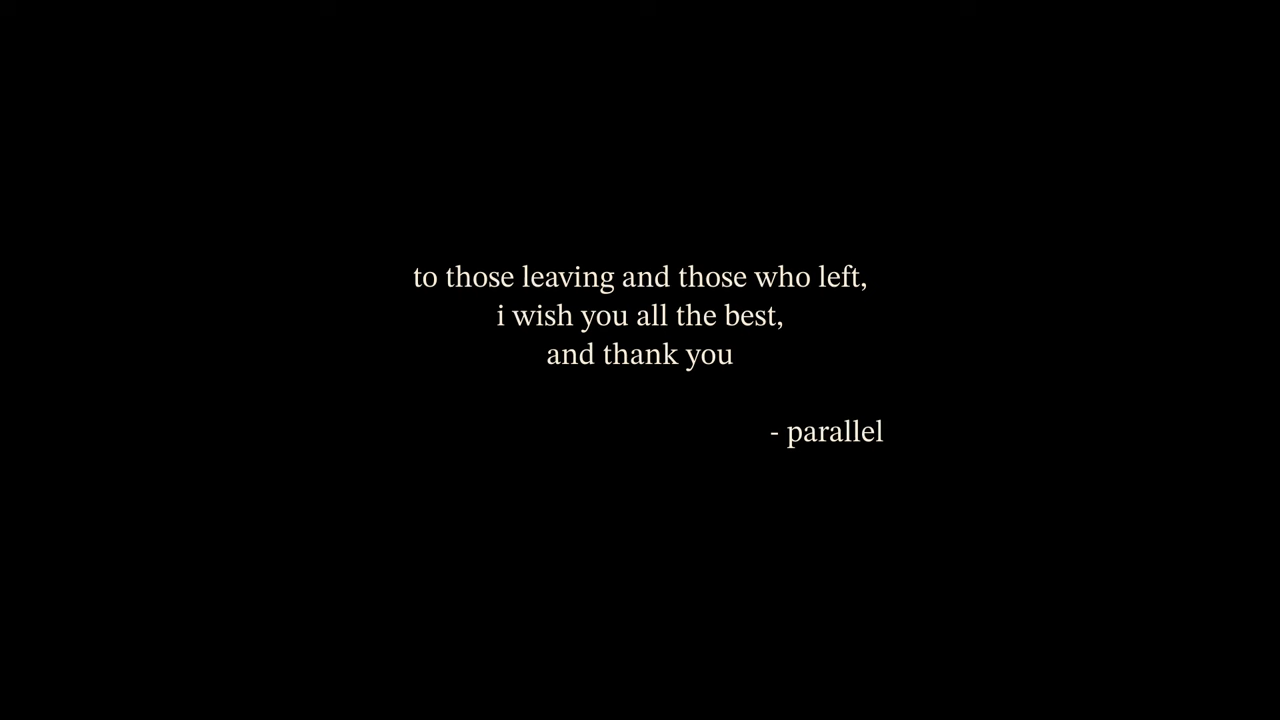 to those leaving and those who left,
i wish you all the best,
and thank you
- parallel